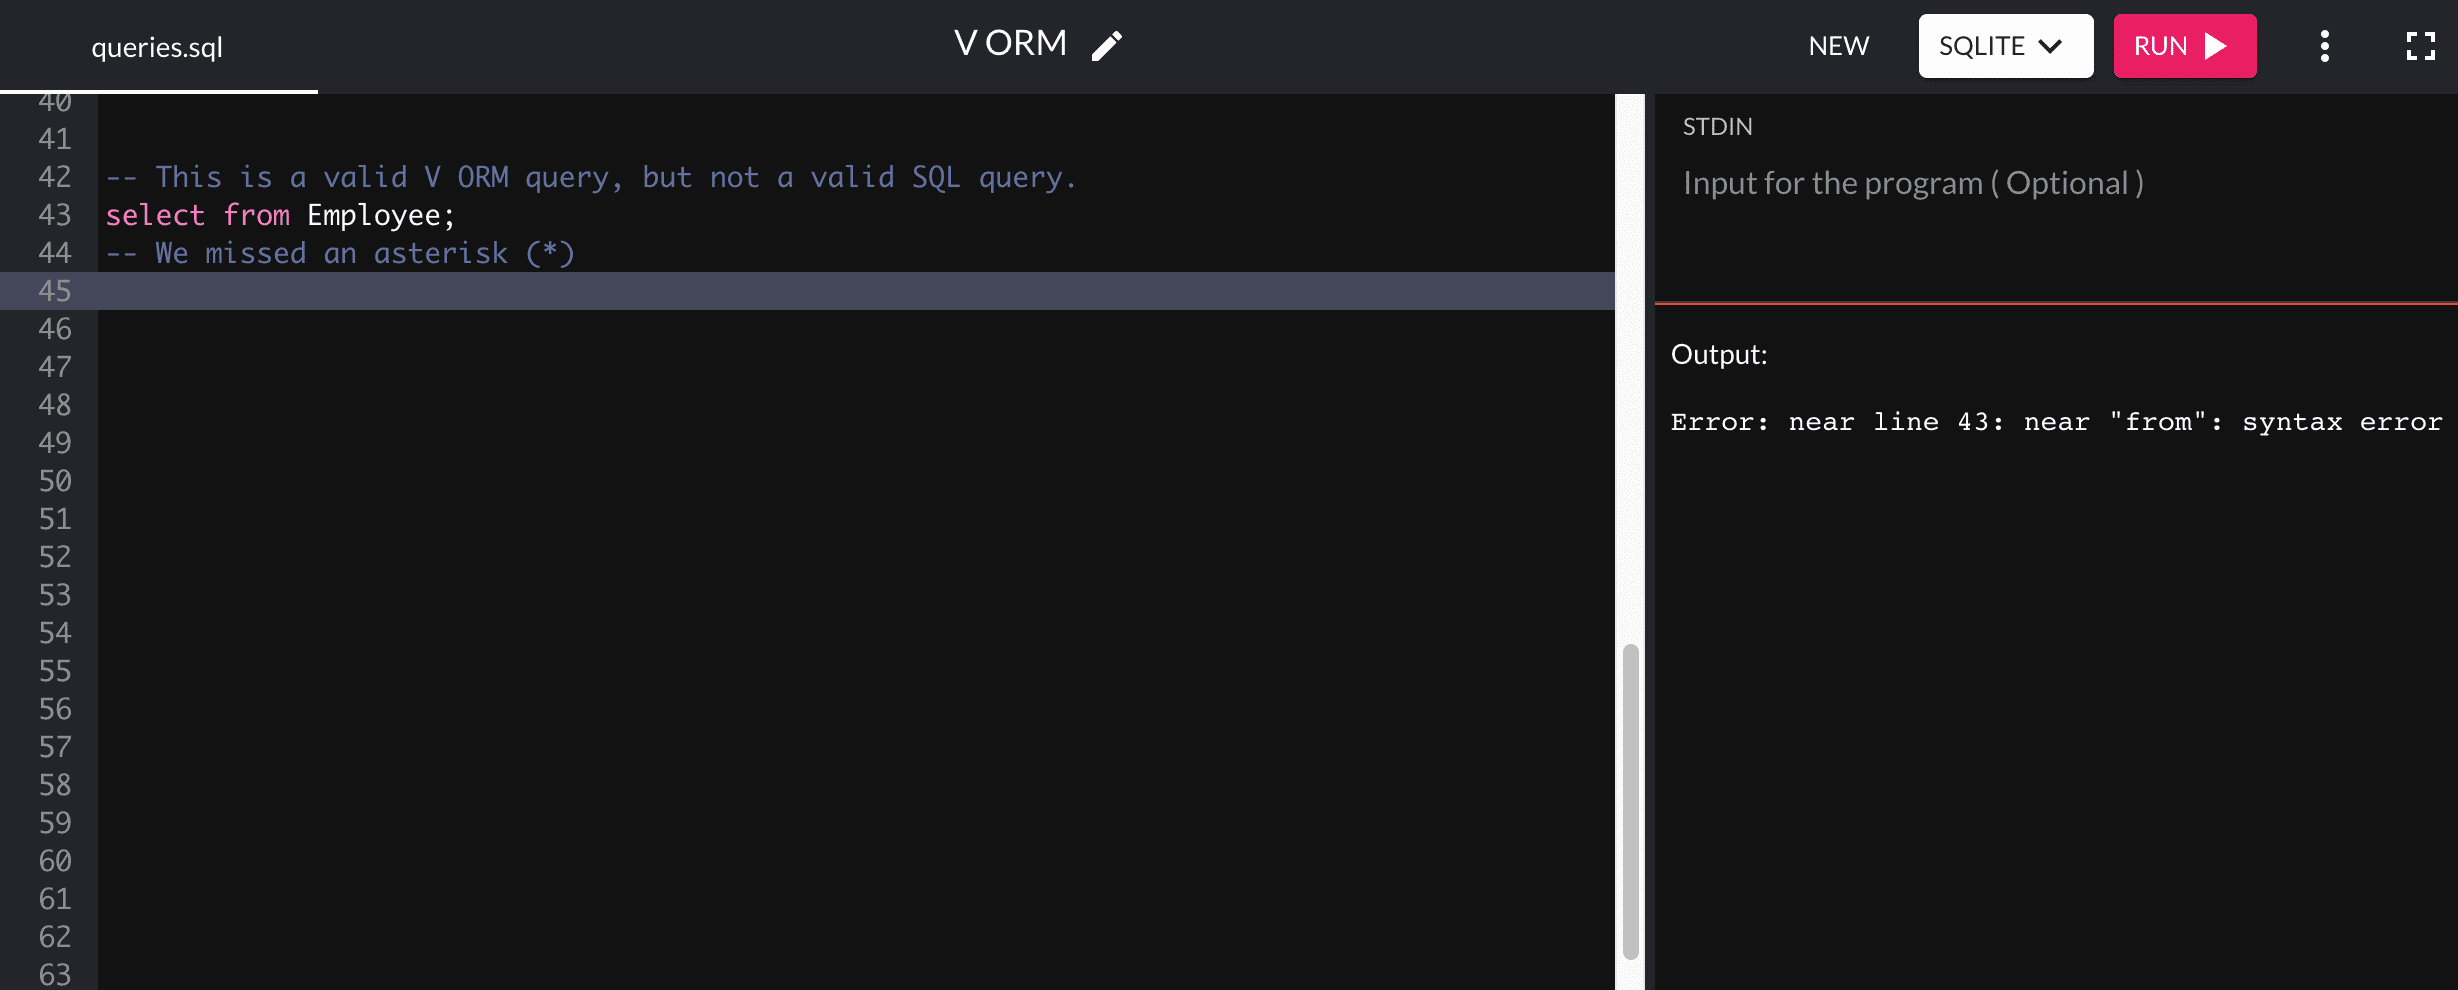 queries.sql
V ORM
NEW
SQLITE
RUN
40
41
42 -- This is a valid V ORM query, but not a valid SQL query.
43 select from Employee;
44 -- We missed an asterisk (*)
45
46
47
48
49
50
51
52
53
54
55
56
57
58
59
60
61
62
63
STDIN
Input for the program ( Optional )
Output:
Error: near line 43: near "from": syntax error